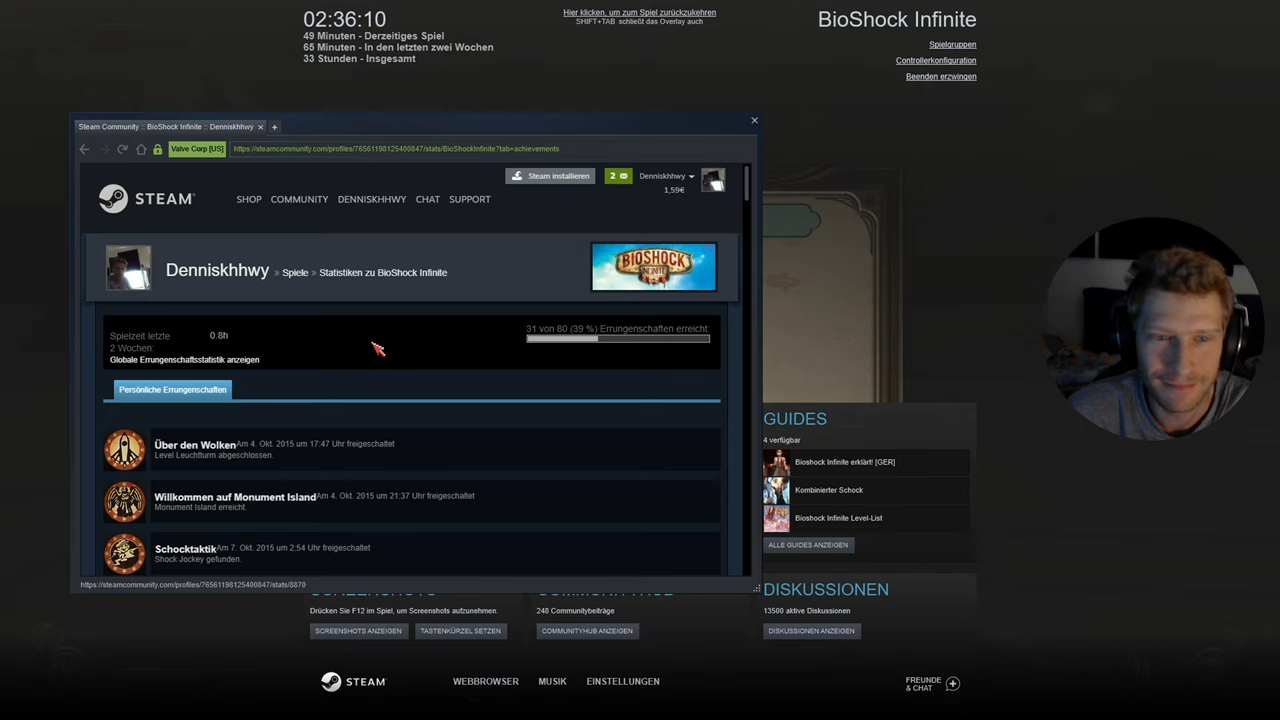 02:36:10
49 Minuten - Derzeitiges Spiel
65 Minuten - In den letzten zwei Wochen
33 Stunden - Insgesamt
Hier klicken, um zum Spiel zurückzukehren
SHIFT+TAB schließt das Overlay auch
BioShock Infinite
Spielgruppen
Controllerkonfiguration
Beenden erzwingen
Steam Community :: BioShock Infinite :: Denniskhhwy
Valve Corp [US]
https://steamcommunity.com/profiles/76561198125400847/stats/BioShockInfinite?tab=achievements
Steam installieren
2
Denniskhhwy
1,59€
STEAM
SHOP COMMUNITY DENNISKHHWY CHAT SUPPORT
Denniskhhwy » Spiele » Statistiken zu BioShock Infinite
BIOSHOCK
INFINITE
Spielzeit letzte 2 Wochen: 0.8h
31 von 80 (39 %) Errungenschaften erreicht:
Globale Errungenschaftsstatistik anzeigen
Persönliche Errungenschaften
Über den Wolken Am 4. Okt. 2015 um 17:47 Uhr freigeschaltet
Level Leuchtturm abgeschlossen.
Willkommen auf Monument Island Am 4. Okt. 2015 um 21:37 Uhr freigeschaltet
Monument Island erreicht.
Schocktaktik Am 7. Okt. 2015 um 2:54 Uhr freigeschaltet
Shock Jockey gefunden.
https://steamcommunity.com/profiles/76561198125400847/stats/8870
GUIDES
4 verfügbar
Bioshock Infinite erklärt! [GER]
Kombinierter Schock
Bioshock Infinite Level-List
ALLE GUIDES ANZEIGEN
Drücken Sie F12 im Spiel, um Screenshots aufzunehmen.
SCREENSHOTS ANZEIGEN
TASTENKÜRZEL SETZEN
248 Communitybeiträge
COMMUNITYHUB ANZEIGEN
DISKUSSIONEN
13500 aktive Diskussionen
DISKUSSIONEN ANZEIGEN
STEAM
WEBBROWSER MUSIK EINSTELLUNGEN
FREUNDE
& CHAT